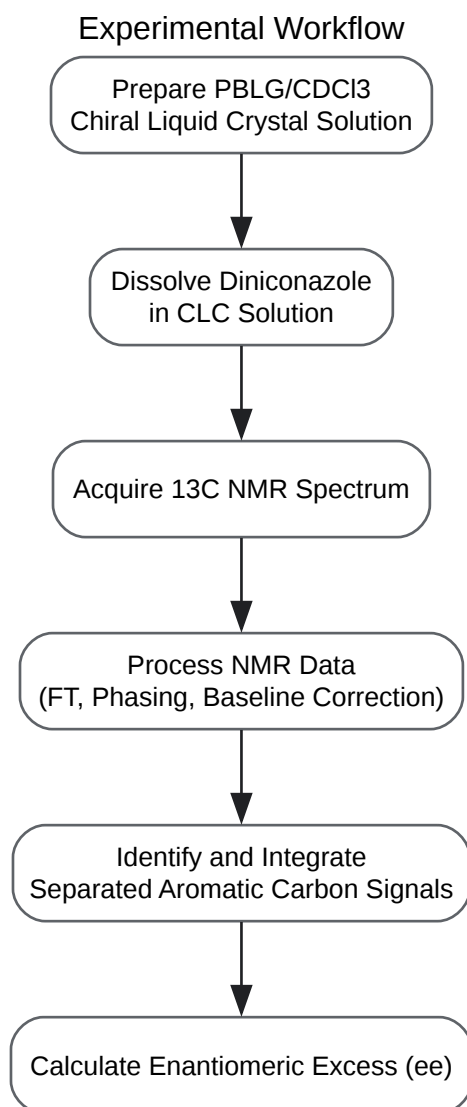 Experimental Workflow
Prepare PBLG/CDCl3
Chiral Liquid Crystal Solution
Dissolve Diniconazole
in CLC Solution
Acquire 13C NMR Spectrum
Process NMR Data
(FT, Phasing, Baseline Correction)
Identify and Integrate
Separated Aromatic Carbon Signals
Calculate Enantiomeric Excess (ee)